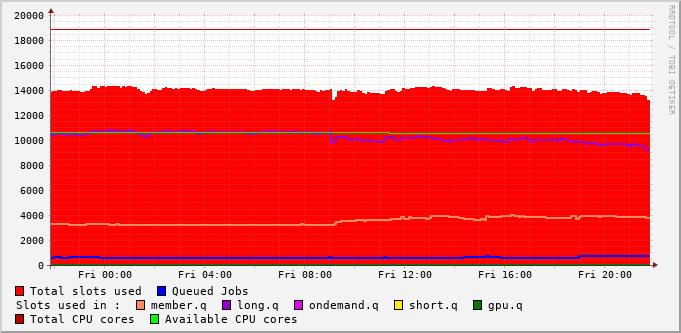 20000
18000
16000
14000
12000
10000
8000
6000
4000
2000
0
Fri 00:00 Fri 04:00 Fri 08:00 Fri 12:00 Fri 16:00 Fri 20:00
RRDTOOL / TOBI OETIKER
Total slots used Queued Jobs
Slots used in : member.q long.q ondemand.q short.q gpu.q
Total CPU cores Available CPU cores